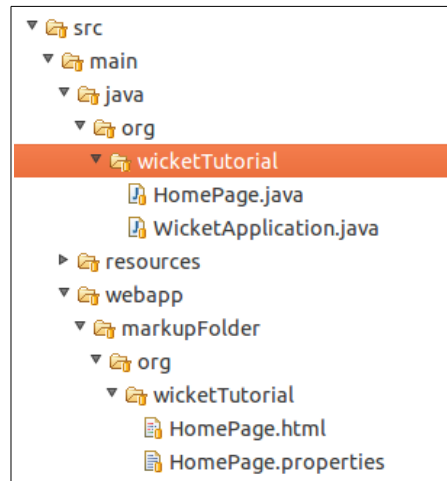 src
main
java
org
wicketTutorial
HomePage.java
WicketApplication.java
resources
webapp
markupFolder
org
wicketTutorial
HomePage.html
HomePage.properties